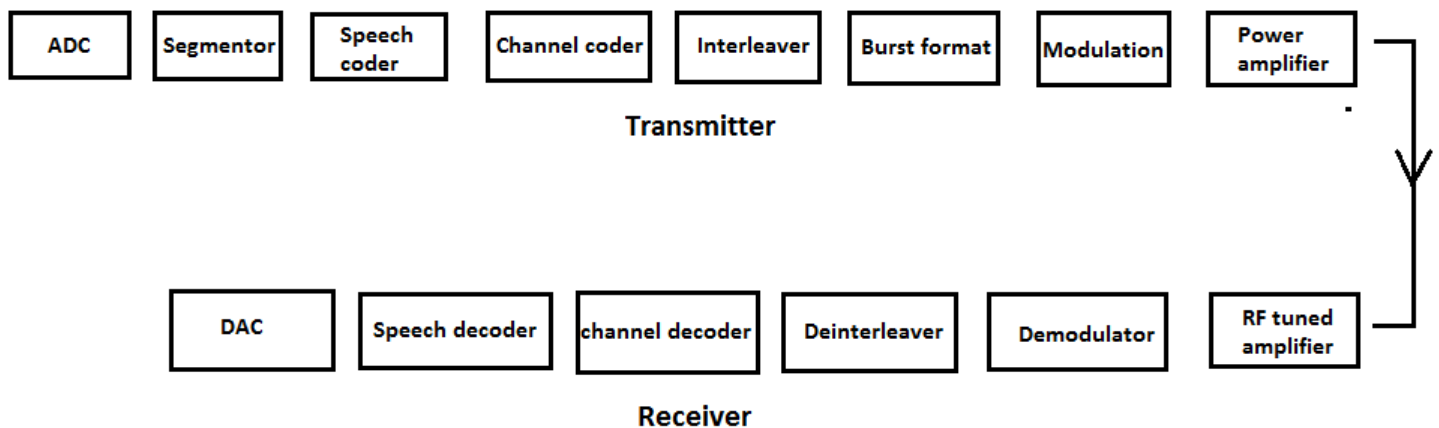 ADC
Segmentor
Speech
coder
Channel coder
Interleaver
Burst format
Modulation
Power
amplifier
Transmitter
DAC
Speech decoder
channel decoder
Deinterleaver
Demodulator
RF tuned
amplifier
Receiver